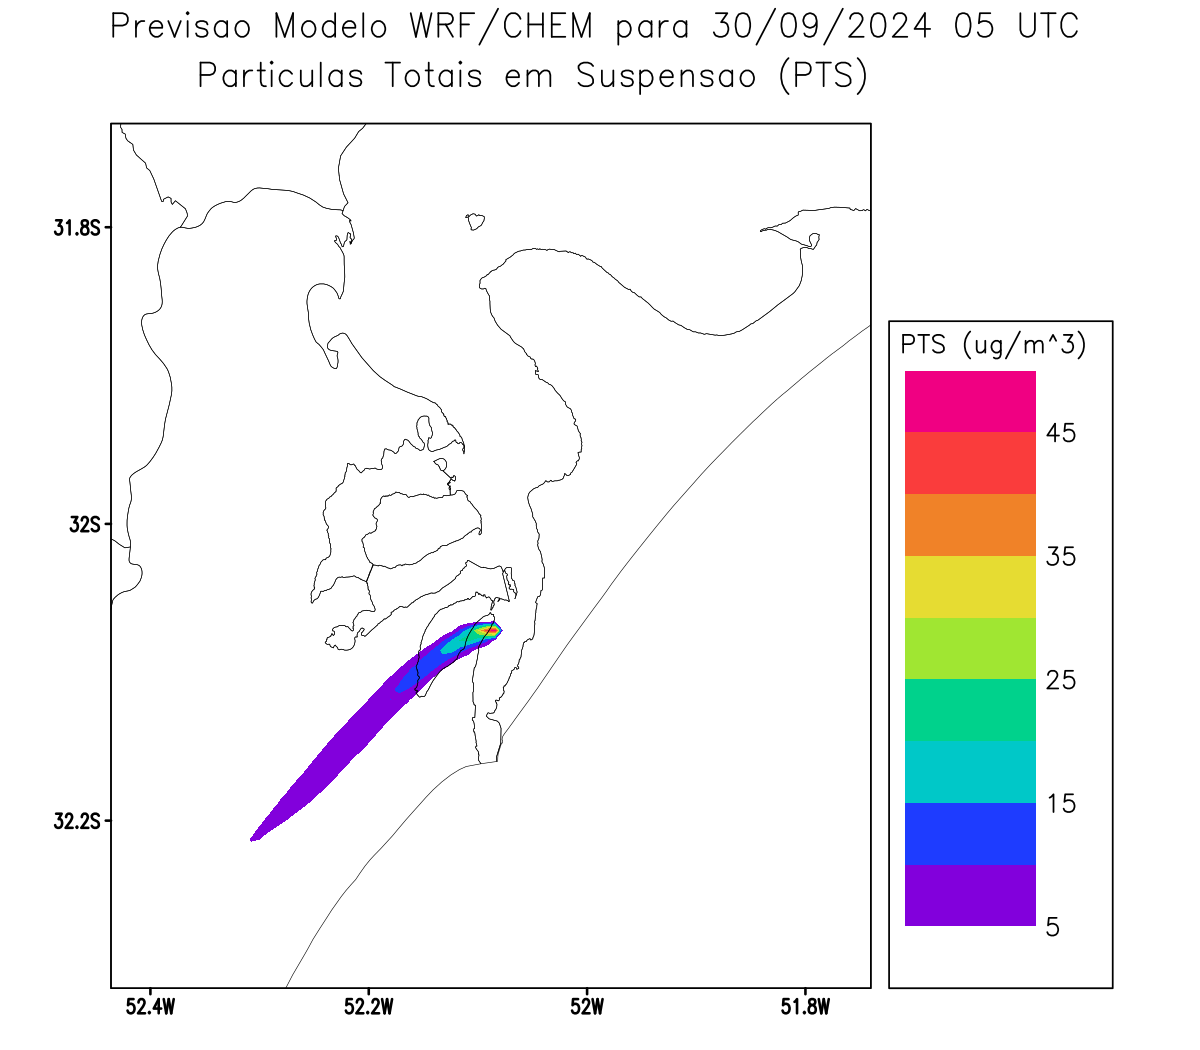 Previsao Modelo WRF/CHEM para 30/09/2024 05 UTC
Particulas Totais em Suspensao (PTS)
31.8S
32S
32.2S
52.4W
52.2W
52W
51.8W
PTS (ug/m^3)
45
35
25
15
5